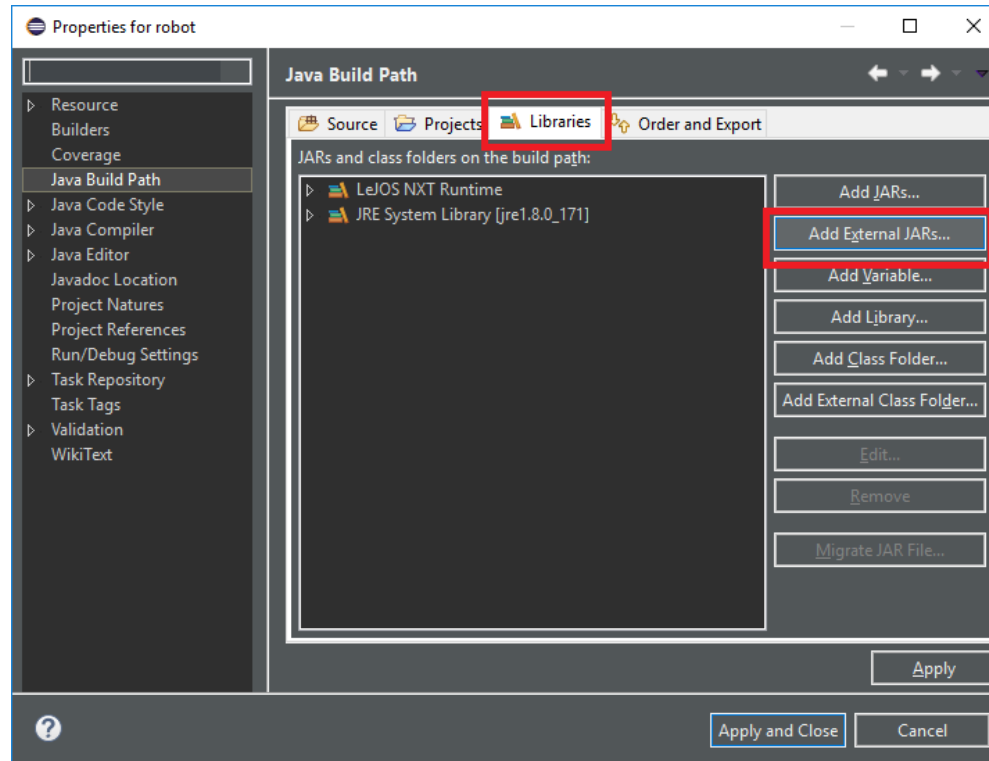 Properties for robot
Java Build Path
Resource
Builders
Coverage
Java Build Path
Java Code Style
Java Compiler
Java Editor
Javadoc Location
Project Natures
Project References
Run/Debug Settings
Task Repository
Task Tags
Validation
WikiText
Source Projects Libraries Order and Export
JARs and class folders on the build path:
LeJOS NXT Runtime
JRE System Library [jre1.8.0_171]
Add JARs...
Add External JARs...
Add Variable...
Add Library...
Add Class Folder...
Add External Class Folder...
Edit...
Remove
Migrate JAR File...
Apply
Apply and Close Cancel